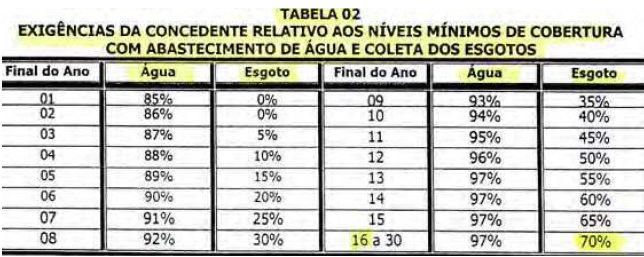 TABELA 02
EXIGÊNCIAS DA CONCEDENTE RELATIVO AOS NÍVEIS MÍNIMOS DE COBERTURA
COM ABASTECIMENTO DE ÁGUA E COLETA DOS ESGOTOS
Final do Ano Água Esgoto Final do Ano Agua Esgoto
01 85% 0% 09 93% 35%
02 86% 0% 10 94% 40%
03 87% 5% 11 95% 45%
04 88% 10% 12 96% 50%
05 89% 15% 13 97% 55%
06 90% 20% 14 97% 60%
07 91% 25% 15 97% 65%
08 92% 30% 16 a 30 97% 70%